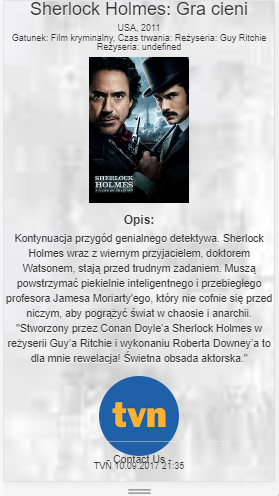 Sherlock Holmes: Gra cieni
USA, 2011
Gatunek: Film kryminalny, Czas trwania: Reżyseria: Guy Ritchie
Reżyseria: undefined
SHERLOCK
HOLMES
A GAME OF SHADOWS
Opis:
Kontynuacja przygód genialnego detektywa. Sherlock
Holmes wraz z wiernym przyjacielem, doktorem
Watsonem, stają przed trudnym zadaniem. Muszą
powstrzymać piekielnie inteligentnego i przebiegłego
profesora Jamesa Moriarty'ego, który nie cofnie się przed
niczym, aby pogrążyć świat w chaosie i anarchii.
"Stworzony przez Conan Doyle'a Sherlock Holmes w
reżyserii Guy'a Ritchie i wykonaniu Roberta Downey'a to
dla mnie rewelacja! Świetna obsada aktorska."
tvn
- Contact Us -
TVN 10.09.2017 21:35